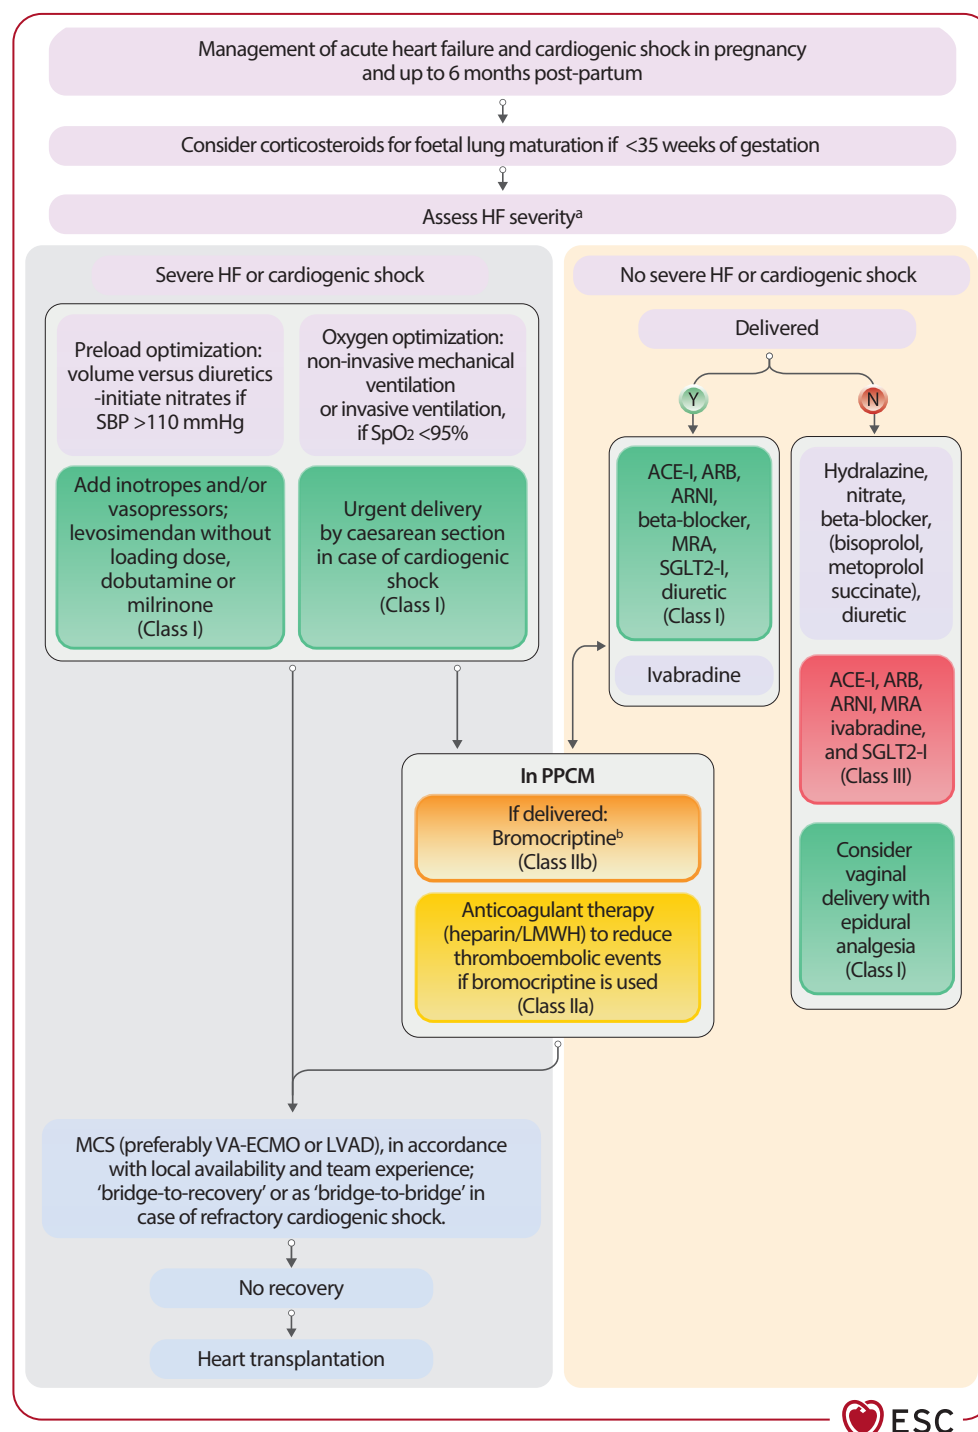 Management of acute heart failure and cardiogenic shock in pregnancy
and up to 6 months post-partum
Consider corticosteroids for foetal lung maturation if <35 weeks of gestation
Assess HF severityᵃ
Severe HF or cardiogenic shock
Preload optimization:
volume versus diuretics
-initiate nitrates if
SBP >110 mmHg
Oxygen optimization:
non-invasive mechanical
ventilation
or invasive ventilation,
if SpO₂ <95%
Add inotropes and/or
vasopressors;
levosimendan without
loading dose,
dobutamine or
milrinone
(Class I)
Urgent delivery
by caesarean section
in case of cardiogenic
shock
(Class I)
No severe HF or cardiogenic shock
Delivered
Y
N
ACE-I, ARB,
ARNI,
beta-blocker,
MRA,
SGLT2-I,
diuretic
(Class I)
Ivabradine
Hydralazine,
nitrate,
beta-blocker,
(bisoprolol,
metoprolol
succinate),
diuretic
ACE-I, ARB,
ARNI, MRA
ivabradine,
and SGLT2-I
(Class III)
Consider
vaginal
delivery with
epidural
analgesia
(Class I)
In PPCM
If delivered:
Bromocriptineᵇ
(Class IIb)
Anticoagulant therapy
(heparin/LMWH) to reduce
thromboembolic events
if bromocriptine is used
(Class IIa)
MCS (preferably VA-ECMO or LVAD), in accordance
with local availability and team experience;
‘bridge-to-recovery’ or as ‘bridge-to-bridge’ in
case of refractory cardiogenic shock.
No recovery
Heart transplantation
ESC